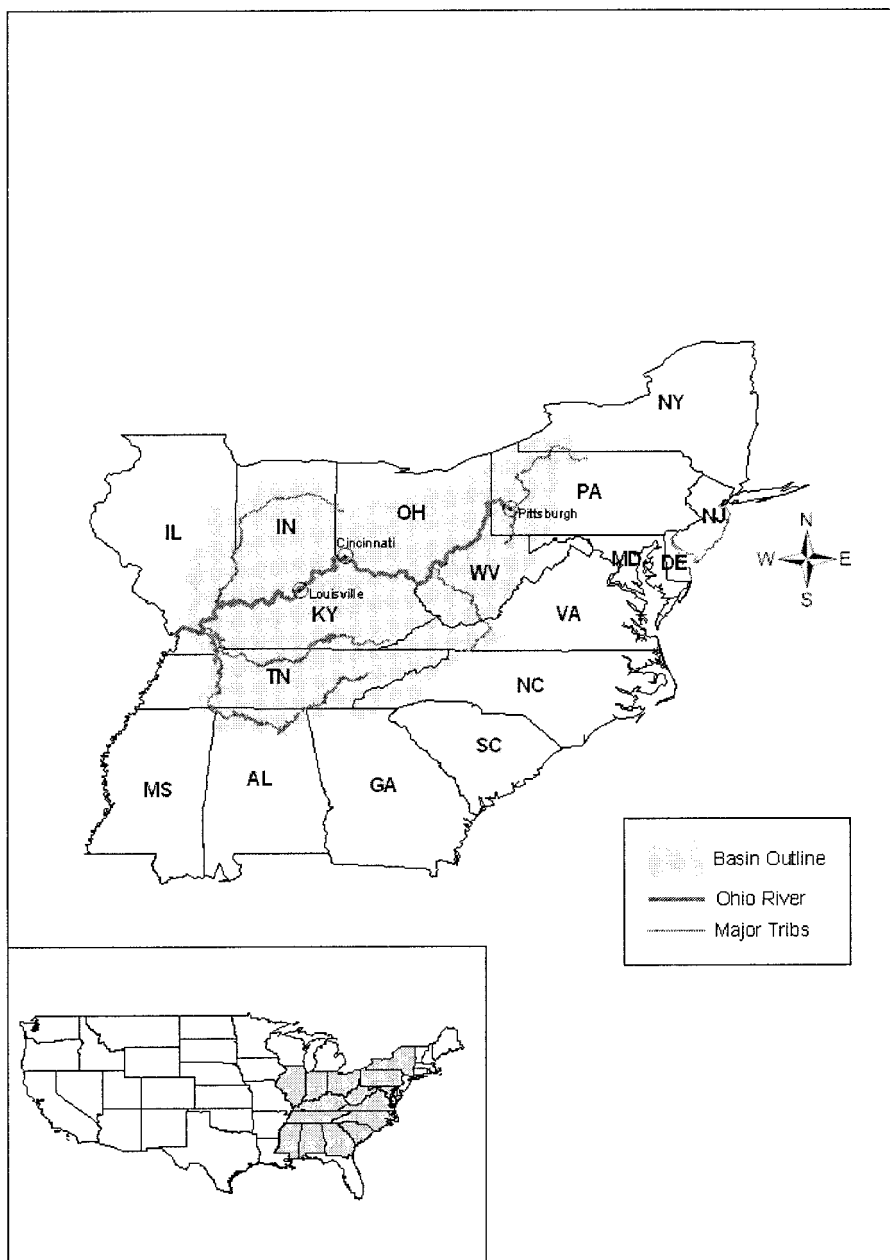 NY
PA
OH
IN
IL
Pittsburgh
NJ
Cincinnati
MD
DE
WV
Louisville
KY
VA
TN
NC
SC
MS
AL
GA
N
W
E
S
Basin Outline
Ohio River
Major Tribs